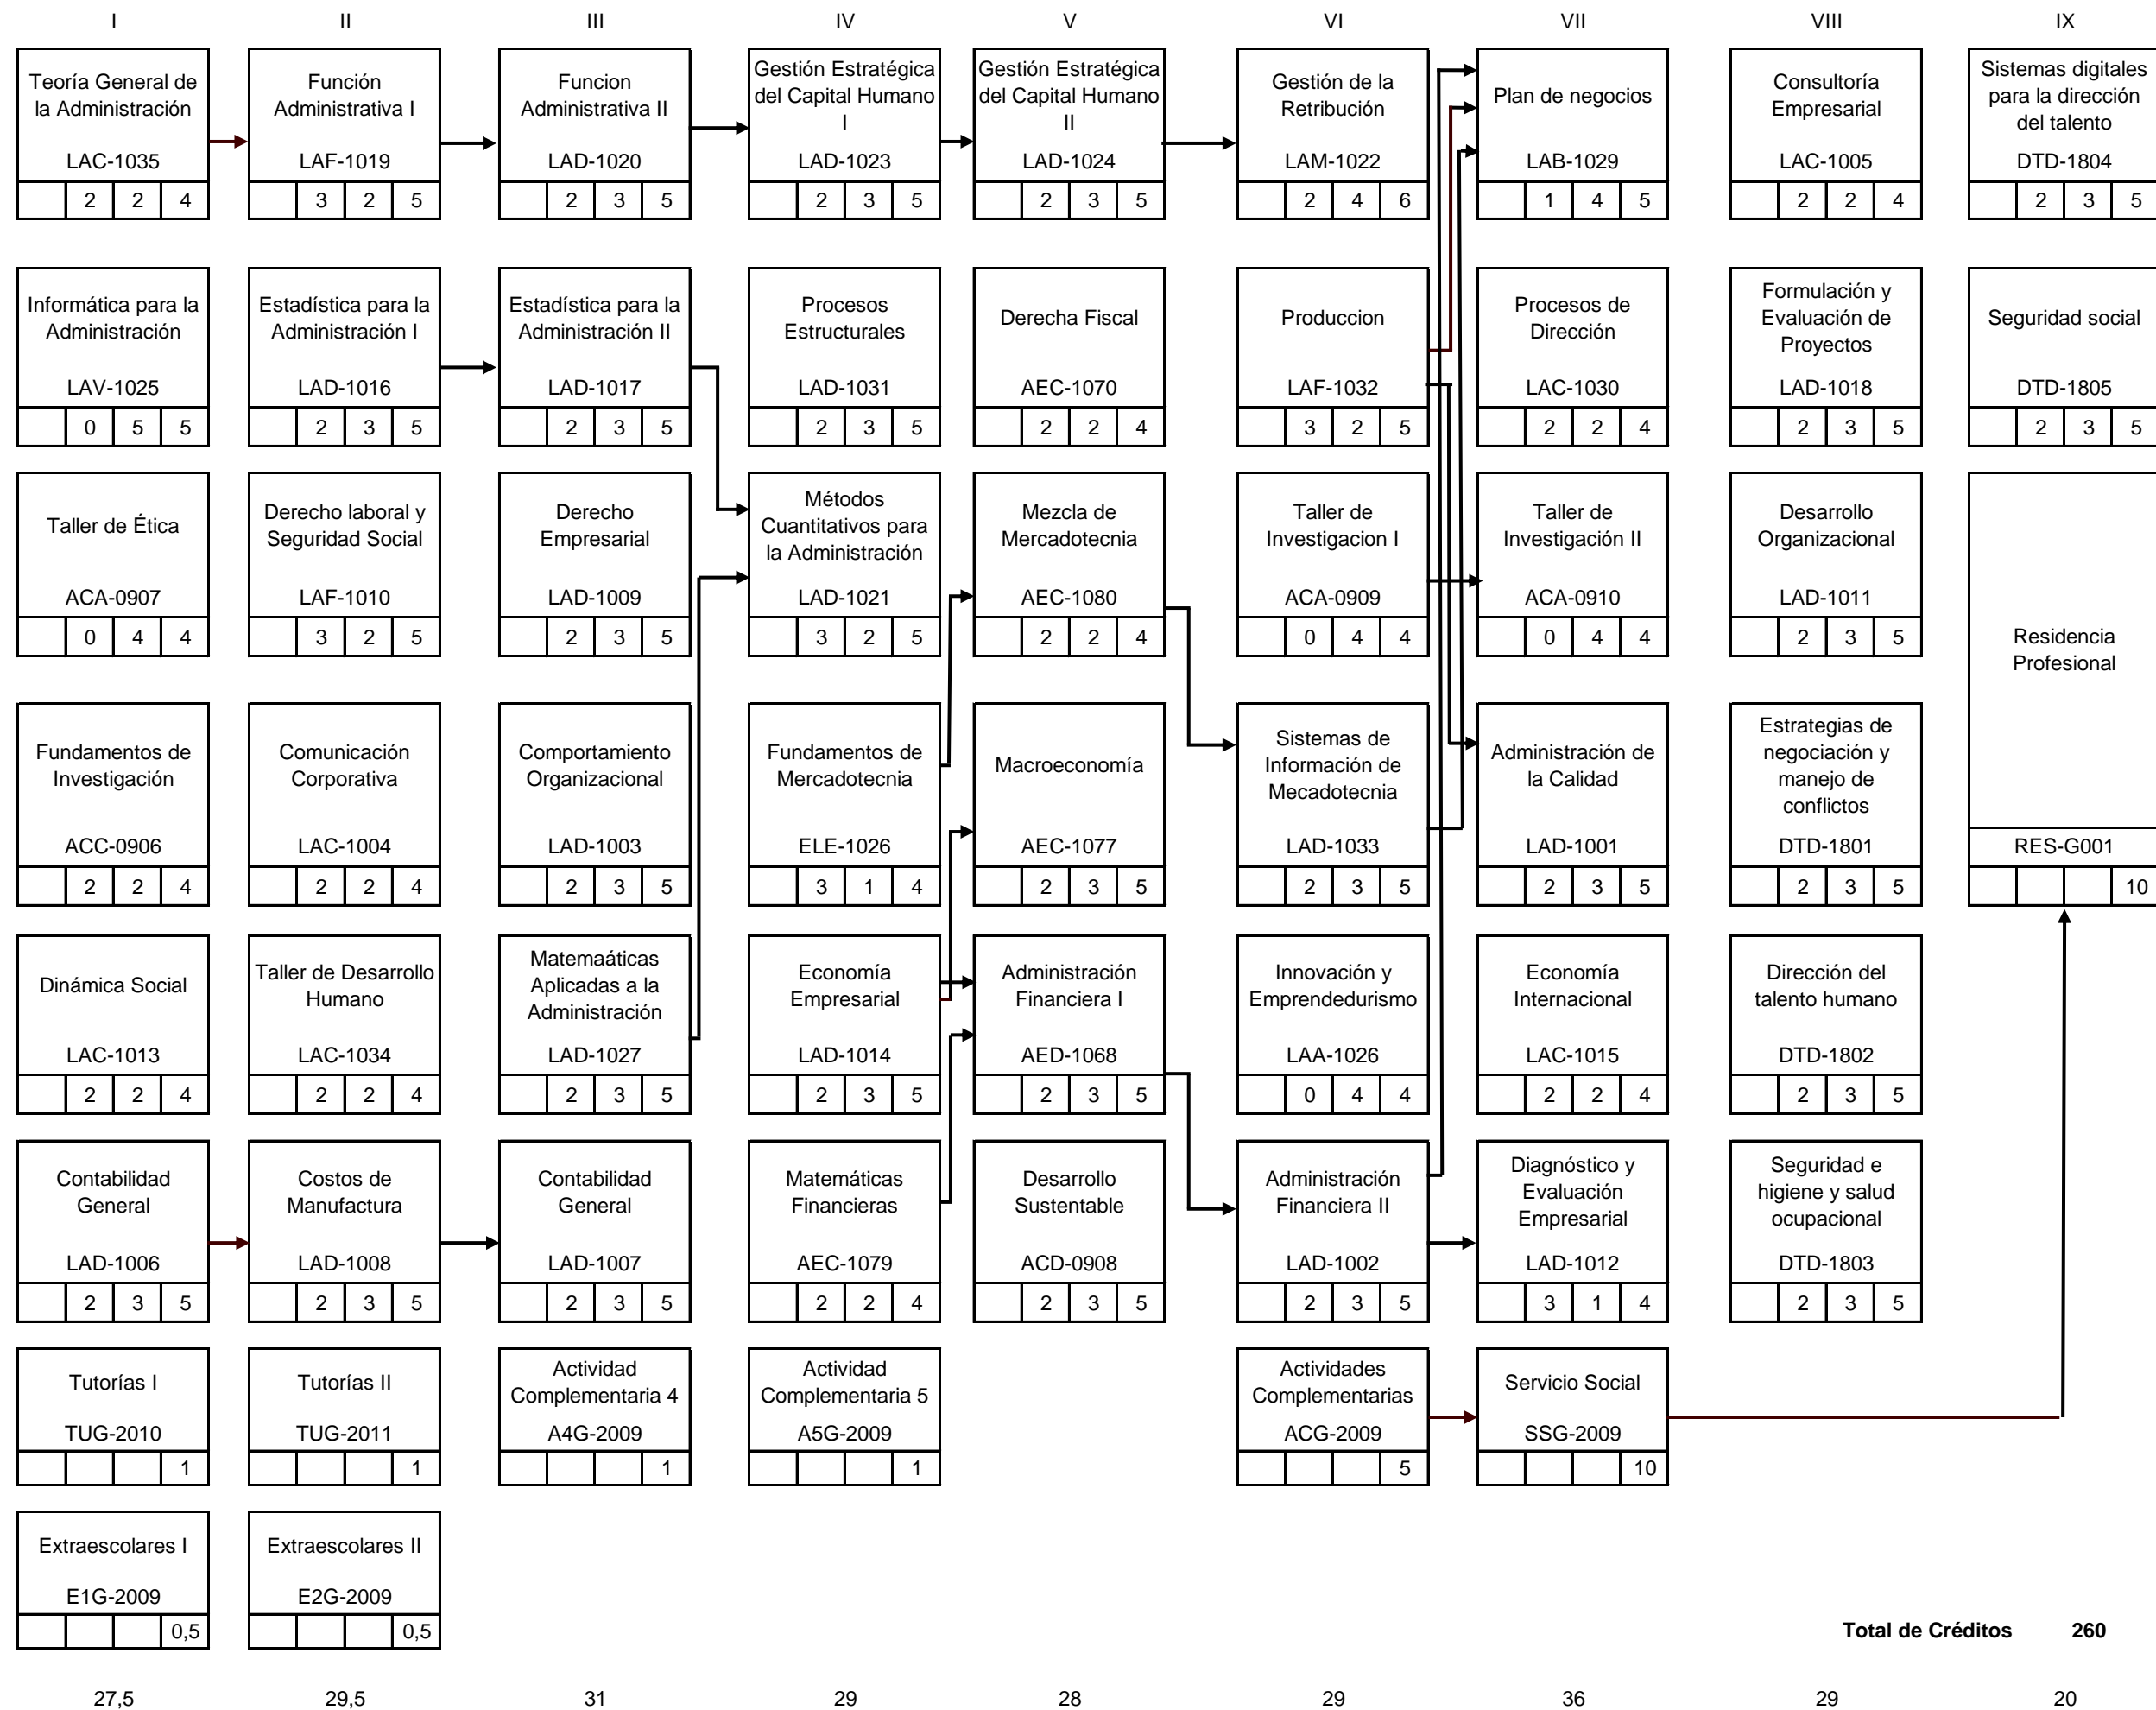 I II III IV V VI VII VIII IX
Teoría General de
la Administración
LAC-1035
2 2 4
Función
Administrativa I
LAF-1019
3 2 5
Funcion
Administrativa II
LAD-1020
2 3 5
Gestión Estratégica
del Capital Humano
I
LAD-1023
2 3 5
Gestión Estratégica
del Capital Humano
II
LAD-1024
2 3 5
Gestión de la
Retribución
LAM-1022
2 4 6
Plan de negocios
LAB-1029
1 4 5
Consultoría
Empresarial
LAC-1005
2 2 4
Sistemas digitales
para la dirección
del talento
DTD-1804
2 3 5
Informática para la
Administración
LAV-1025
0 5 5
Estadística para la
Administración I
LAD-1016
2 3 5
Estadística para la
Administración II
LAD-1017
2 3 5
Procesos
Estructurales
LAD-1031
2 3 5
Derecha Fiscal
AEC-1070
2 2 4
Produccion
LAF-1032
3 2 5
Procesos de
Dirección
LAC-1030
2 2 4
Formulación y
Evaluación de
Proyectos
LAD-1018
2 3 5
Seguridad social
DTD-1805
2 3 5
Taller de Ética
ACA-0907
0 4 4
Derecho laboral y
Seguridad Social
LAF-1010
3 2 5
Derecho
Empresarial
LAD-1009
2 3 5
Métodos
Cuantitativos para
la Administración
LAD-1021
3 2 5
Mezcla de
Mercadotecnia
AEC-1080
2 2 4
Taller de
Investigacion I
ACA-0909
0 4 4
Taller de
Investigación II
ACA-0910
0 4 4
Desarrollo
Organizacional
LAD-1011
2 3 5
Residencia
Profesional
RES-G001
10
Fundamentos de
Investigación
ACC-0906
2 2 4
Comunicación
Corporativa
LAC-1004
2 2 4
Comportamiento
Organizacional
LAD-1003
2 3 5
Fundamentos de
Mercadotecnia
ELE-1026
3 1 4
Macroeconomía
AEC-1077
2 3 5
Sistemas de
Información de
Mecadotecnia
LAD-1033
2 3 5
Administración de
la Calidad
LAD-1001
2 3 5
Estrategias de
negociación y
manejo de
conflictos
DTD-1801
2 3 5
Dinámica Social
LAC-1013
2 2 4
Taller de Desarrollo
Humano
LAC-1034
2 2 4
Matemaáticas
Aplicadas a la
Administración
LAD-1027
2 3 5
Economía
Empresarial
LAD-1014
2 3 5
Administración
Financiera I
AED-1068
2 3 5
Innovación y
Emprendedurismo
LAA-1026
0 4 4
Economía
Internacional
LAC-1015
2 2 4
Dirección del
talento humano
DTD-1802
2 3 5
Contabilidad
General
LAD-1006
2 3 5
Costos de
Manufactura
LAD-1008
2 3 5
Contabilidad
General
LAD-1007
2 3 5
Matemáticas
Financieras
AEC-1079
2 2 4
Desarrollo
Sustentable
ACD-0908
2 3 5
Administración
Financiera II
LAD-1002
2 3 5
Diagnóstico y
Evaluación
Empresarial
LAD-1012
3 1 4
Seguridad e
higiene y salud
ocupacional
DTD-1803
2 3 5
Tutorías I
TUG-2010
1
Tutorías II
TUG-2011
1
Actividad
Complementaria 4
A4G-2009
1
Actividad
Complementaria 5
A5G-2009
1
Actividades
Complementarias
ACG-2009
5
Servicio Social
SSG-2009
10
Extraescolares I
E1G-2009
0,5
Extraescolares II
E2G-2009
0,5
Total de Créditos 260
27,5 29,5 31 29 28 29 36 29 20